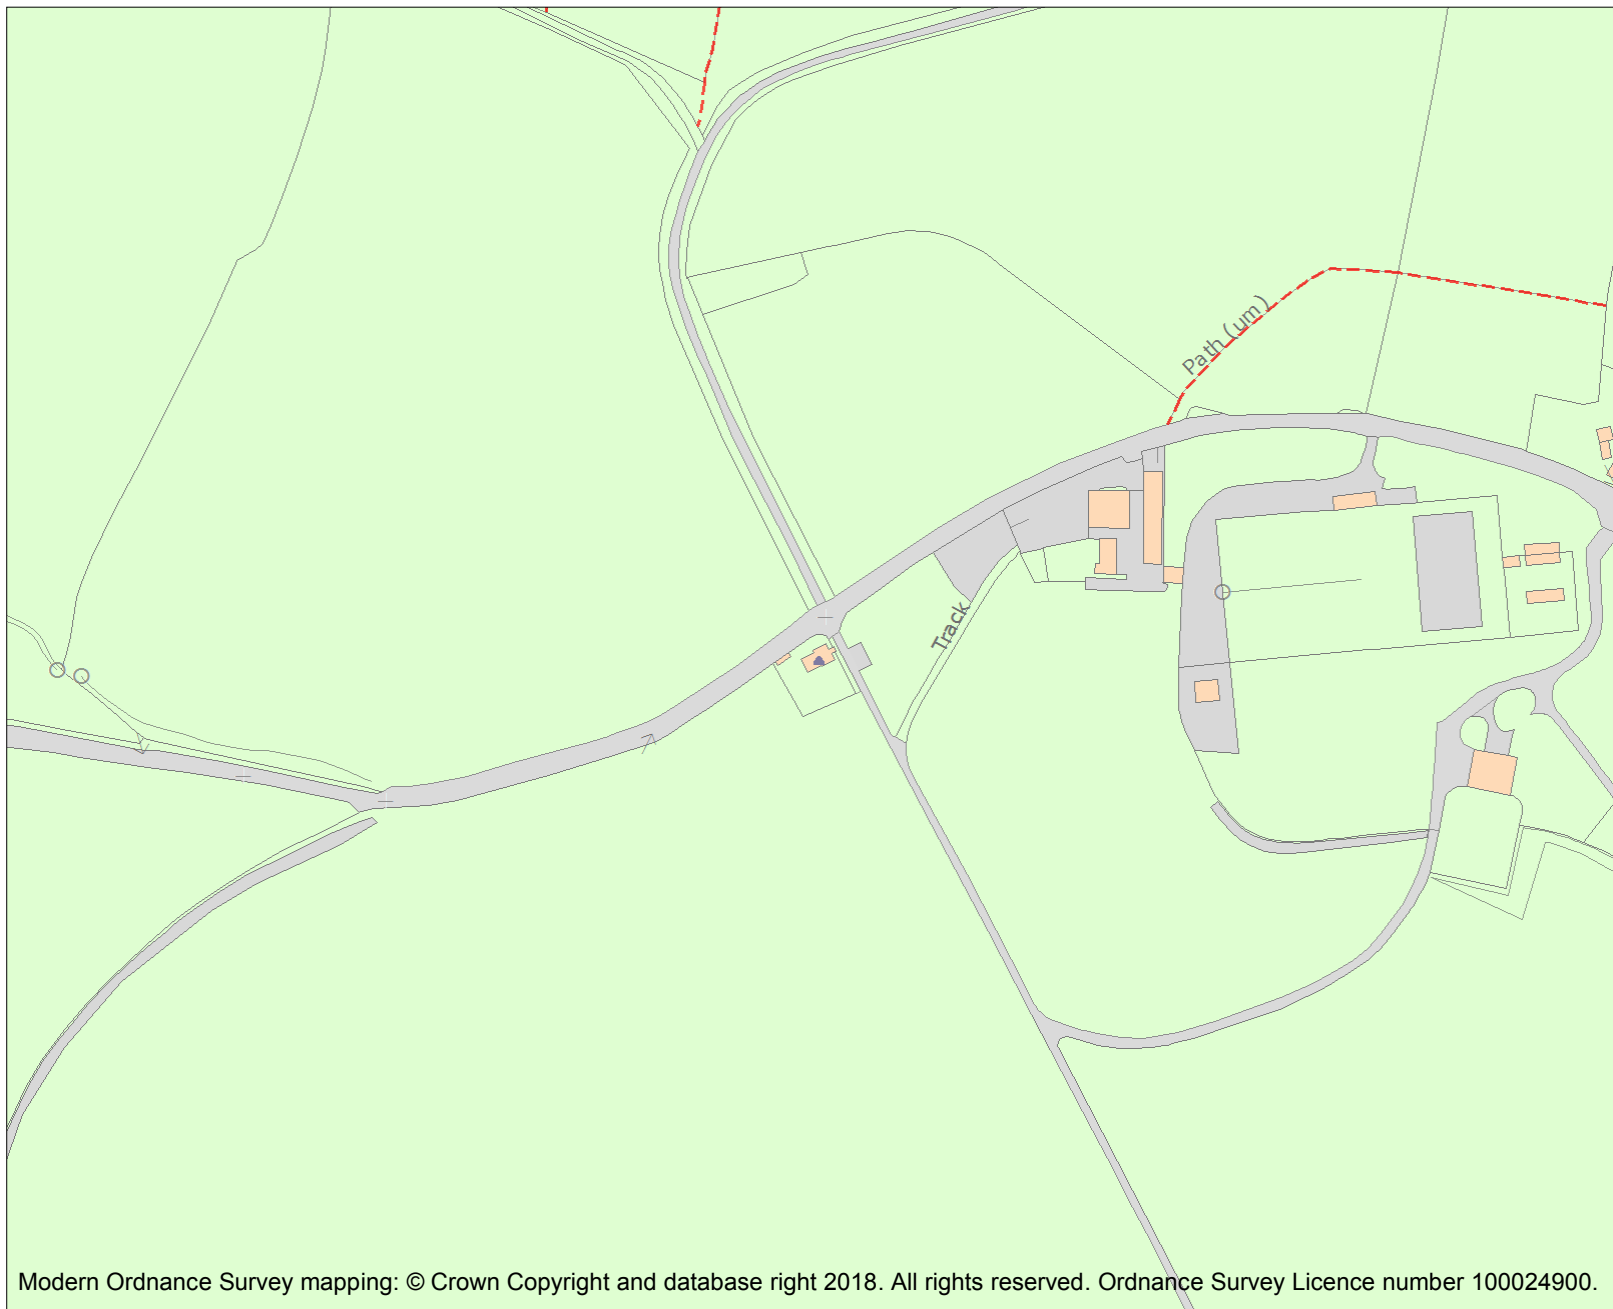 Path (um)
Track
Modern Ordnance Survey mapping: © Crown Copyright and database right 2018. All rights reserved. Ordnance Survey Licence number 100024900.